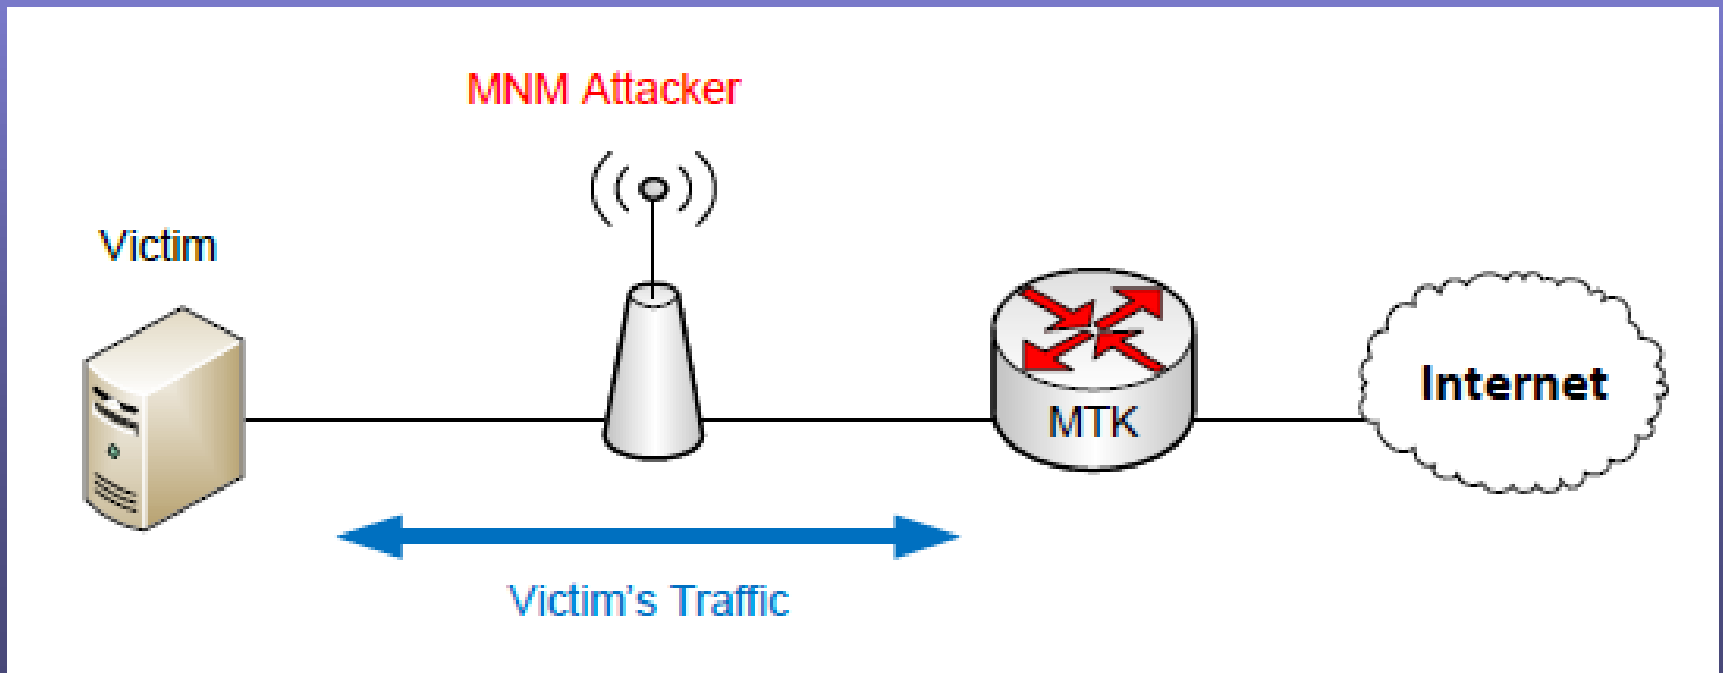 MNM Attacker
Victim
MTK
Internet
Victim's Traffic